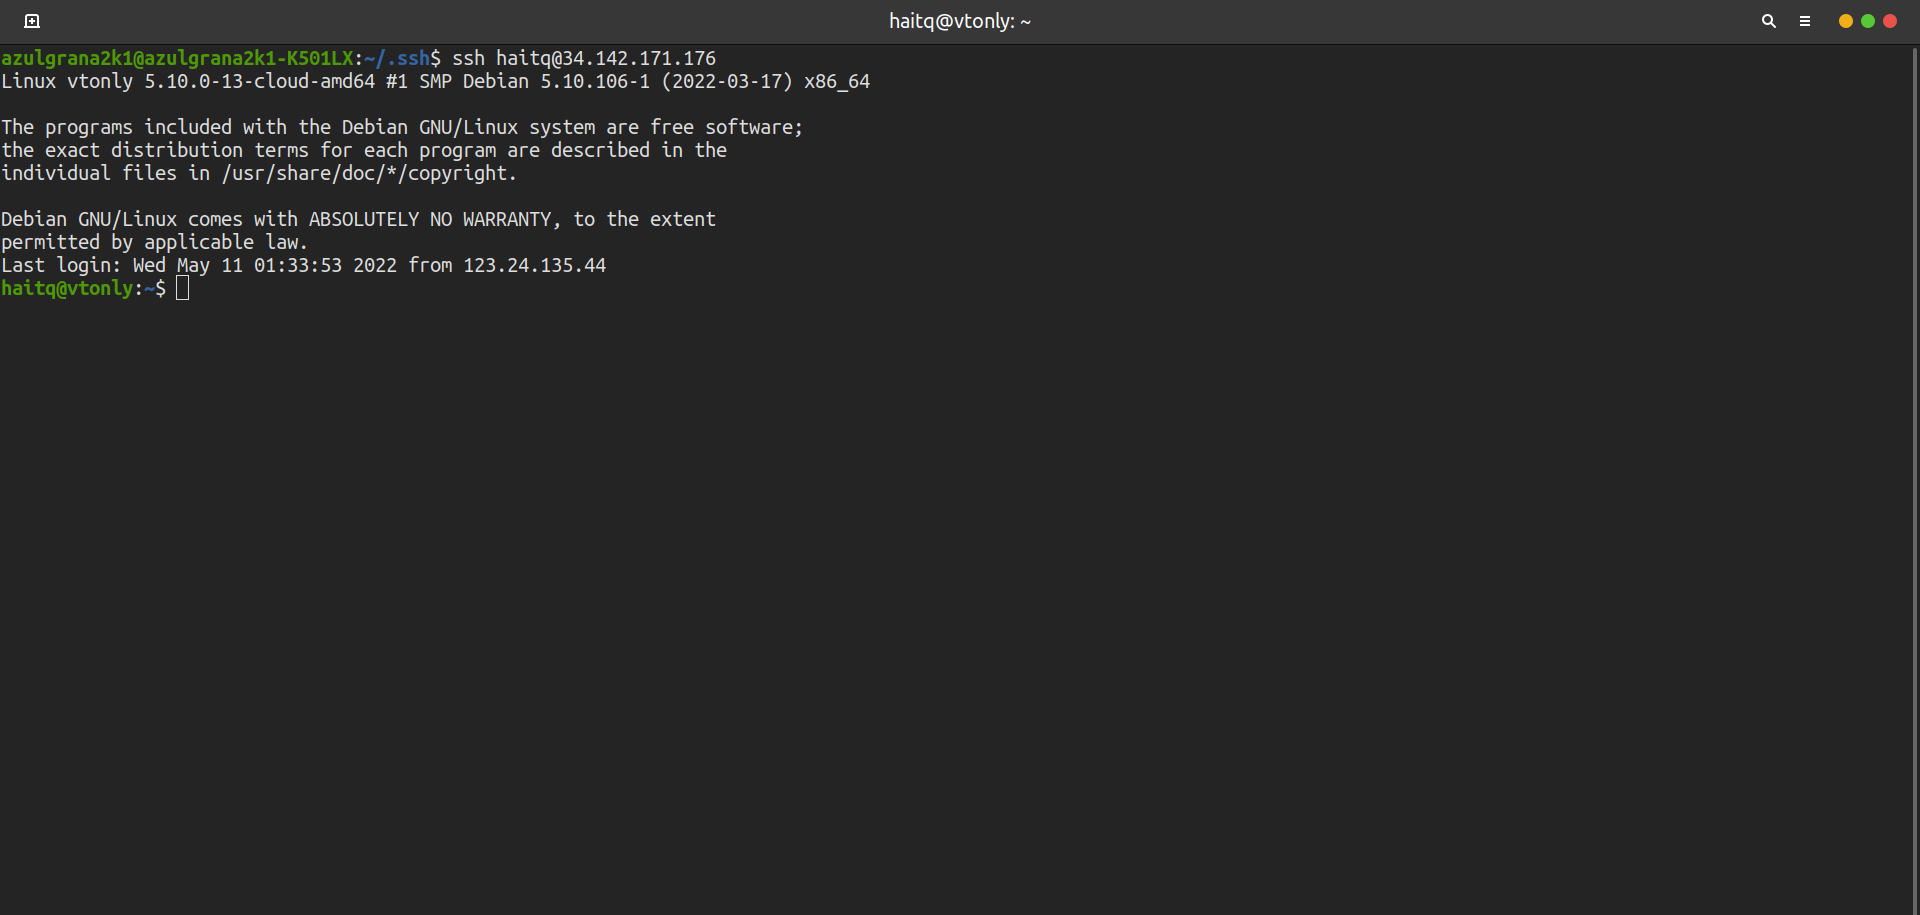 haitq@vtonly: ~
azulgrana2k1@azulgrana2k1-K501LX:~/.ssh$ ssh haitq@34.142.171.176
Linux vtonly 5.10.0-13-cloud-amd64 #1 SMP Debian 5.10.106-1 (2022-03-17) x86_64
The programs included with the Debian GNU/Linux system are free software;
the exact distribution terms for each program are described in the
individual files in /usr/share/doc/*/copyright.
Debian GNU/Linux comes with ABSOLUTELY NO WARRANTY, to the extent
permitted by applicable law.
Last login: Wed May 11 01:33:53 2022 from 123.24.135.44
haitq@vtonly:~$